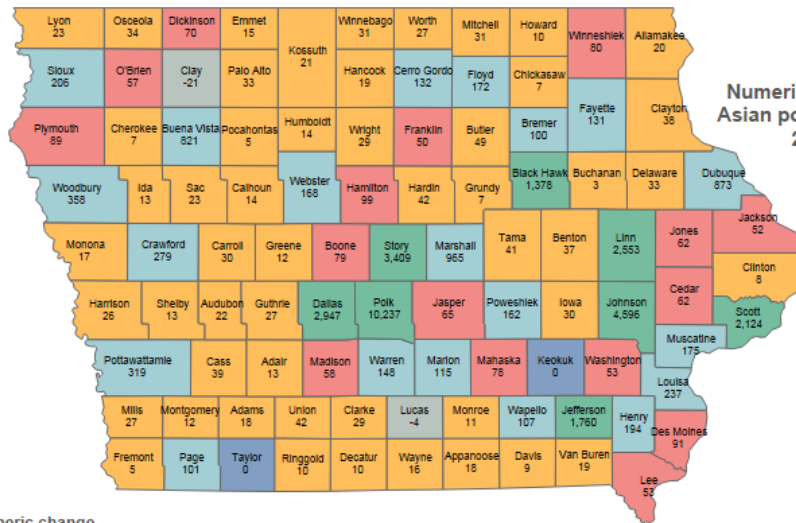 Lyon
23
Osceola
34
Dickinson
70
Emmet
15
Winnebago
31
Worth
27
Mitchell
31
Howard
10
Winneshiek
80
Allamakee
20
Kossuth
21
Sioux
206
O'Brien
57
Clay
-21
Palo Alto
33
Hancock
19
Cerro Gordo
132
Floyd
172
Chickasaw
7
Fayette
131
Clayton
38
Numeri
Asian po
2
Plymouth
89
Cherokee
7
Buena Vista
821
Pocahontas
5
Humboldt
14
Wright
29
Franklin
50
Butler
49
Bremer
100
Woodbury
358
Ida
13
Sac
23
Calhoun
14
Webster
168
Hamilton
99
Hardin
42
Grundy
7
Black Hawk
1,378
Buchanan
3
Delaware
33
Dubuque
873
Monona
17
Crawford
279
Carroll
30
Greene
12
Boone
79
Story
3,409
Marshall
965
Tama
41
Benton
37
Linn
2,553
Jones
62
Jackson
52
Clinton
8
Cedar
62
Harrison
26
Shelby
13
Audubon
22
Guthrie
27
Dallas
2,947
Polk
10,237
Jasper
65
Poweshiek
162
Iowa
30
Johnson
4,596
Scott
2,124
Muscatine
175
Pottawattamie
319
Cass
39
Adair
13
Madison
58
Warren
148
Marion
115
Mahaska
78
Keokuk
0
Washington
53
Louisa
237
Mills
27
Montgomery
12
Adams
18
Union
42
Clarke
29
Lucas
-4
Monroe
11
Wapello
107
Jefferson
1,760
Henry
194
Des Moines
91
Fremont
5
Page
101
Taylor
0
Ringgold
10
Decatur
10
Wayne
16
Appanoose
18
Davis
9
Van Buren
19
Lee
53